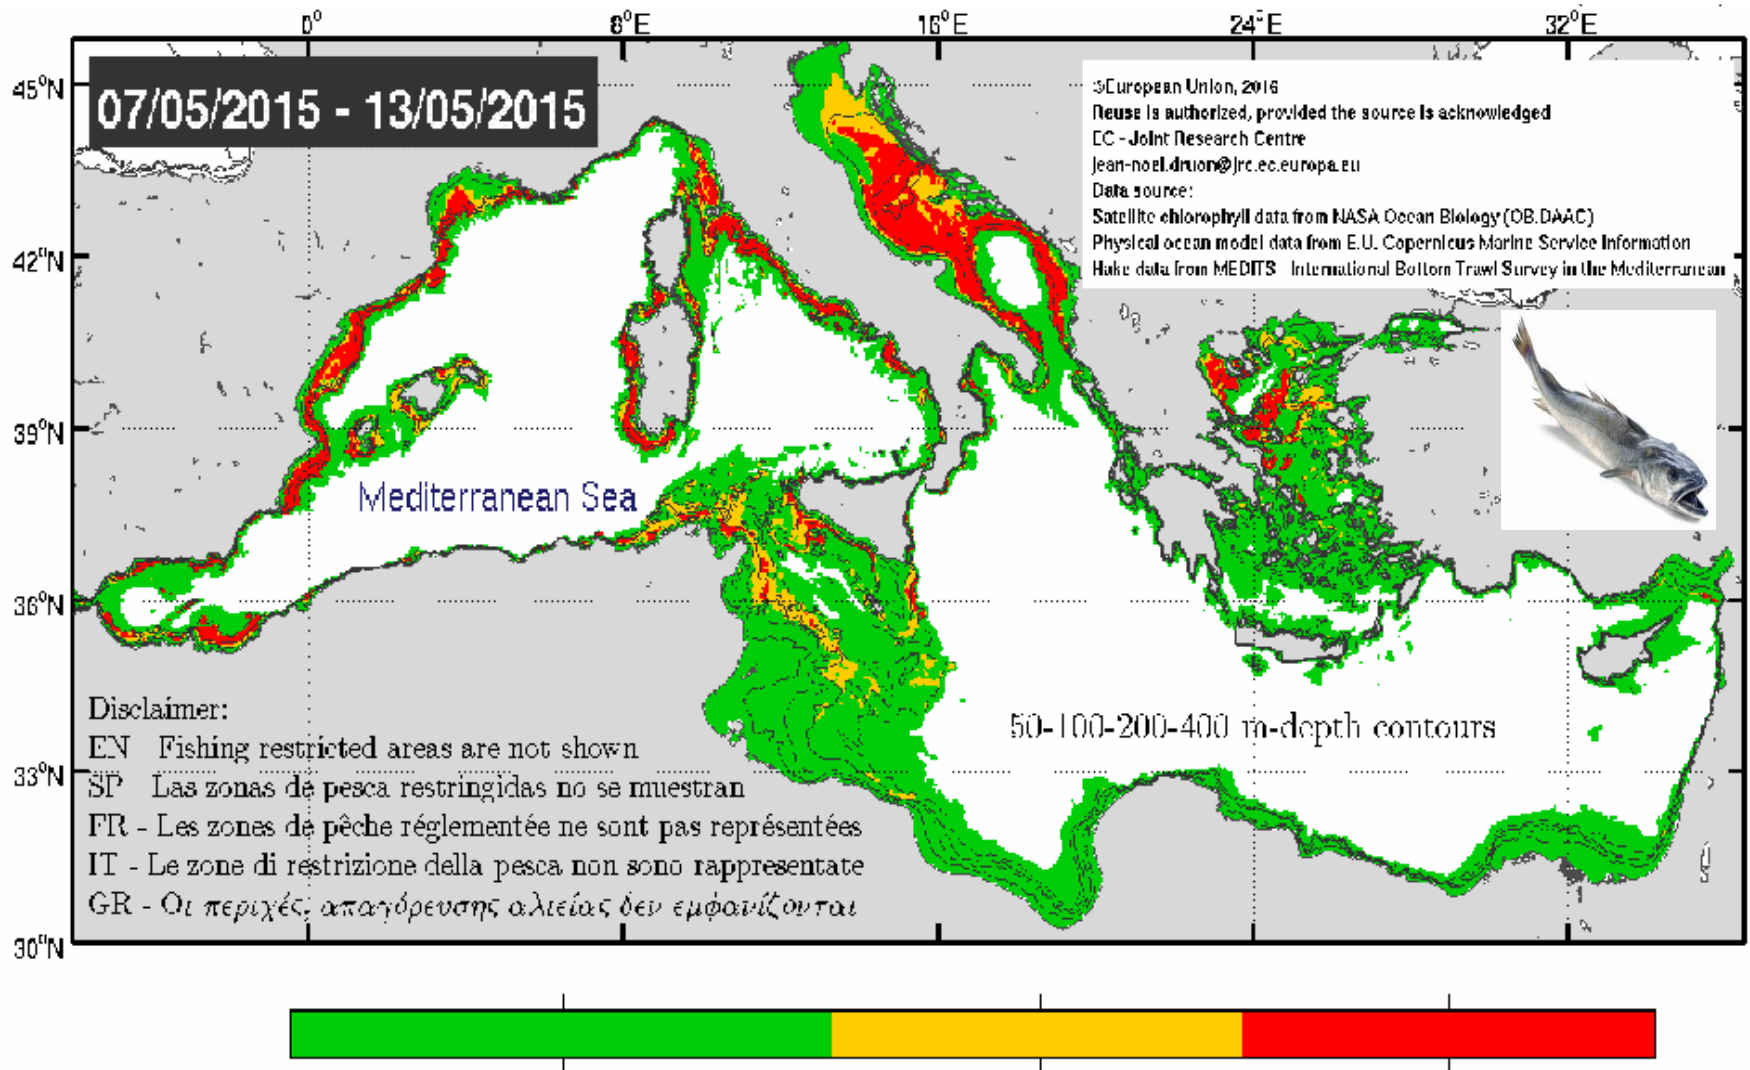 0° 8°E 16°E 24°E 32°E
45°N
42°N
39°N
36°N
33°N
30°N
07/05/2015 - 13/05/2015
©European Union, 2016
Reuse is authorized, provided the source is acknowledged
EC - Joint Research Centre
jean-noel.druon@jrc.ec.europa.eu
Data source:
Satellite chlorophyll data from NASA Ocean Biology (OB.DAAC)
Physical ocean model data from E.U. Copernicus Marine Service Information
Hake data from MEDITS - International Bottom Trawl Survey in the Mediterranean
Mediterranean Sea
50-100-200-400 m-depth contours
Disclaimer:
EN - Fishing restricted areas are not shown
SP - Las zonas de pesca restringidas no se muestran
FR - Les zones de pêche réglementée ne sont pas représentées
IT - Le zone di restrizione della pesca non sono rappresentate
GR - Οι περιχές, απαγόρευσης αλιείας δεν εμφανίζονται